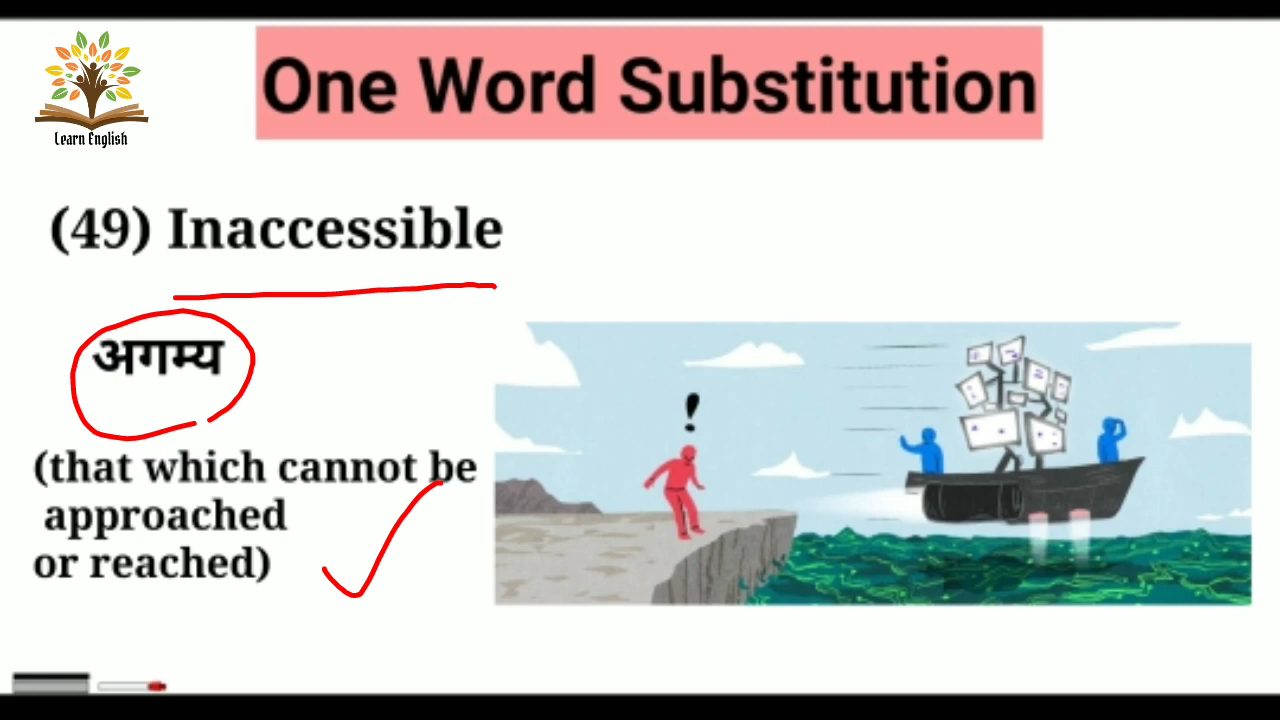 Learn English
One Word Substitution
(49) Inaccessible
अगम्य
(that which cannot be
approached
or reached)
!